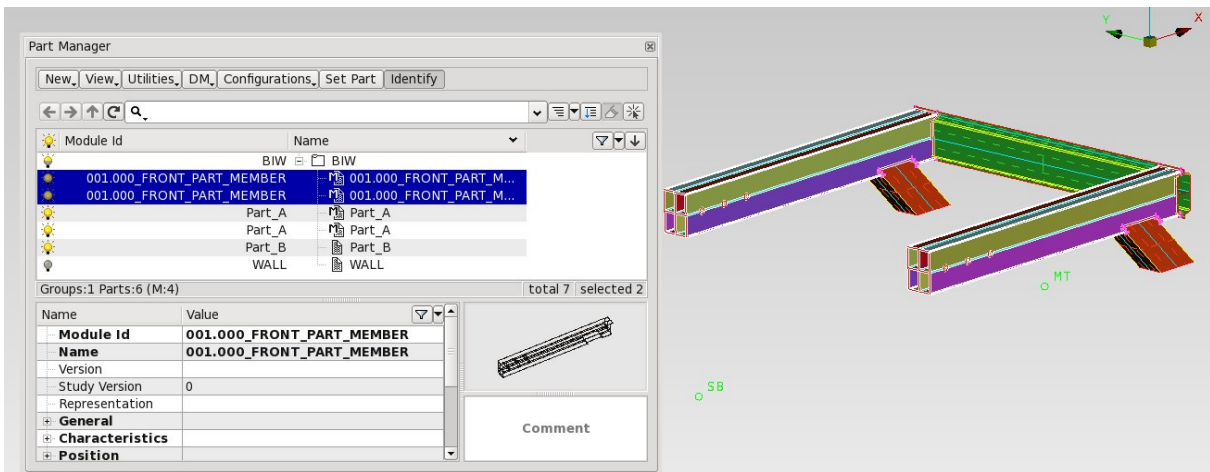 Part Manager
New View Utilities DM Configurations Set Part Identify
Module Id Name
BIW BIW
001.000_FRONT_PART_MEMBER 001.000_FRONT_PART_M...
001.000_FRONT_PART_MEMBER 001.000_FRONT_PART_M...
Part_A Part_A
Part_A Part_A
Part_B Part_B
WALL WALL
Groups:1 Parts:6 (M:4) total 7 selected 2
Name Value
Module Id 001.000_FRONT_PART_MEMBER
Name 001.000_FRONT_PART_MEMBER
Version
Study Version 0
Representation
General
Characteristics
Position
Comment
Y X
MT
SB